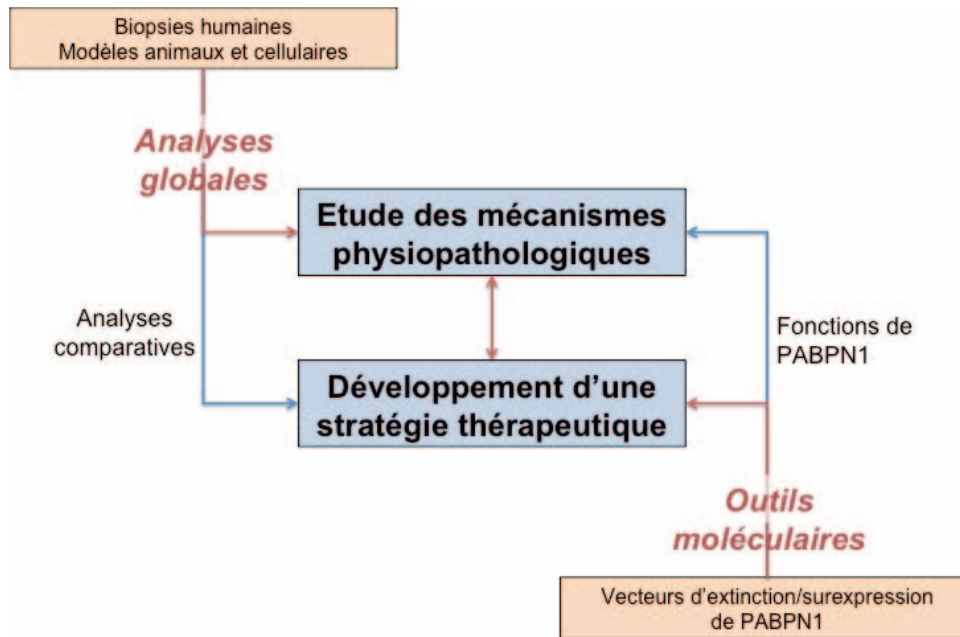 Biopsies humaines
Modèles animaux et cellulaires
Analyses
globales
Etude des mécanismes
physiopathologiques
Analyses
comparatives
Fonctions de
PABPN1
Développement d'une
stratégie thérapeutique
Outils
moléculaires
Vecteurs d'extinction/surexpression
de PABPN1